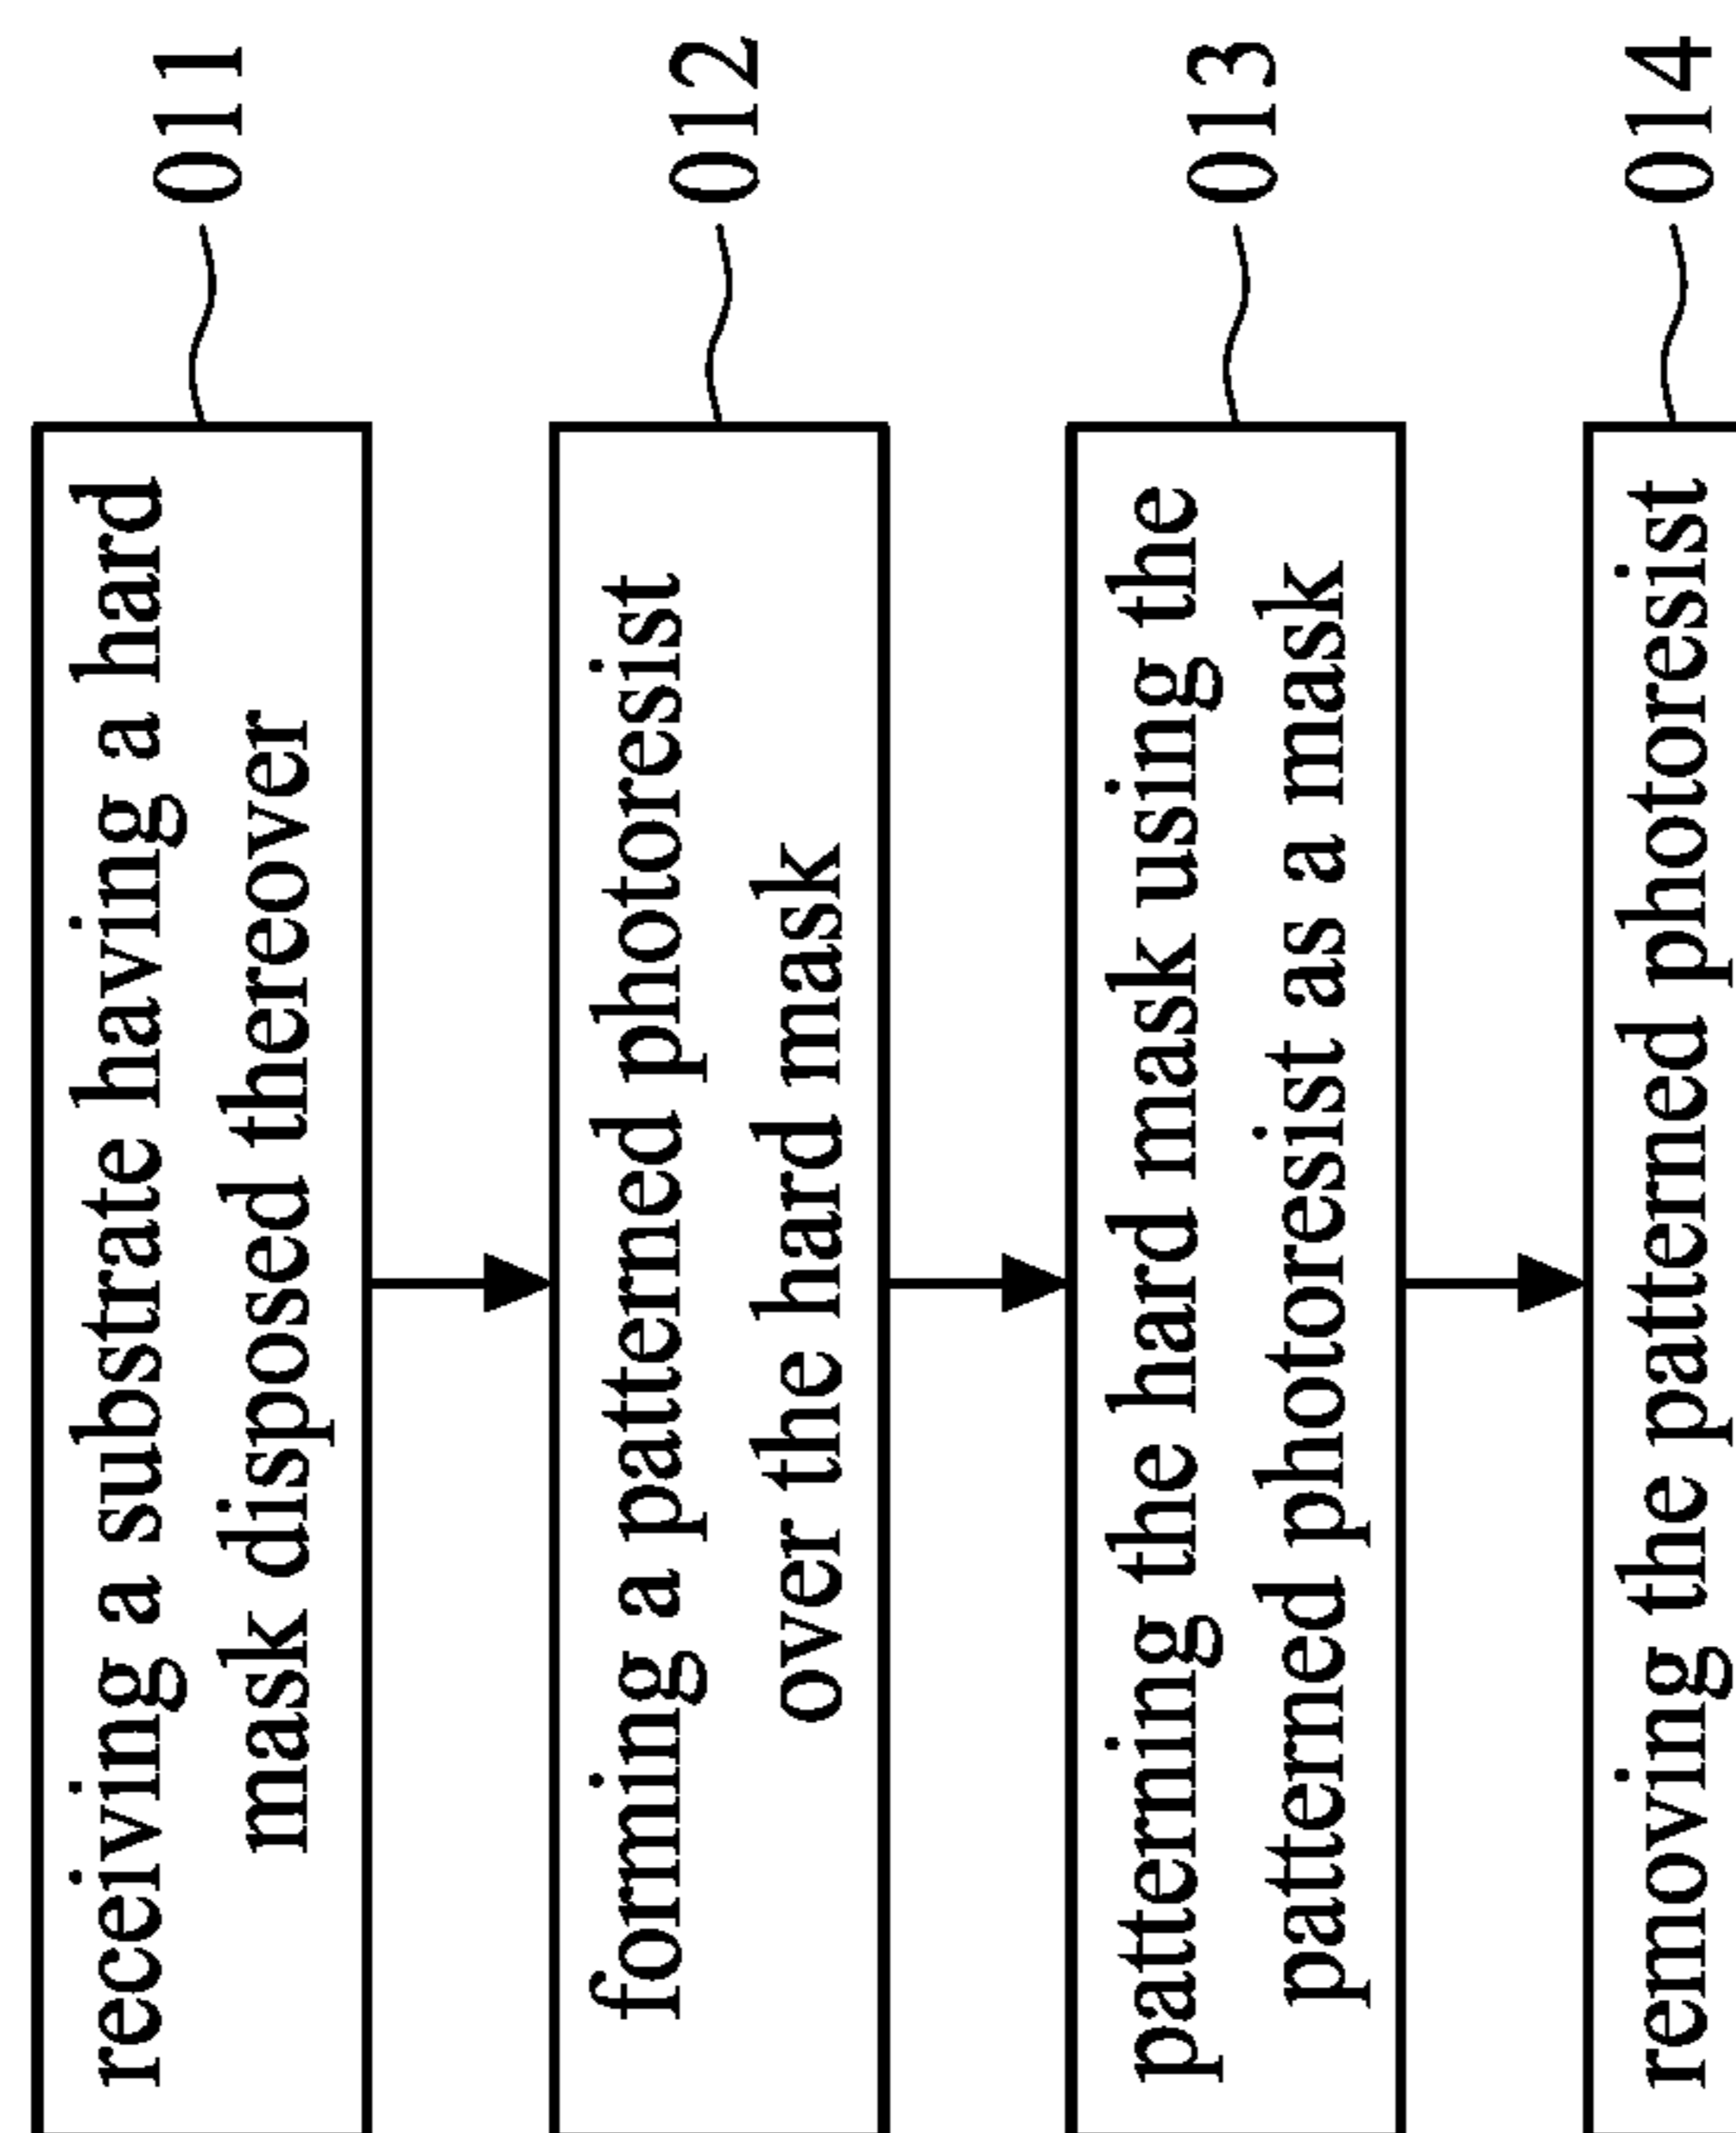 receiving a substrate having a hard
mask disposed thereover
011
forming a patterned photoresist
over the hard mask
012
patterning the hard mask using the
patterned photoresist as a mask
013
removing the patterned photoresist
014